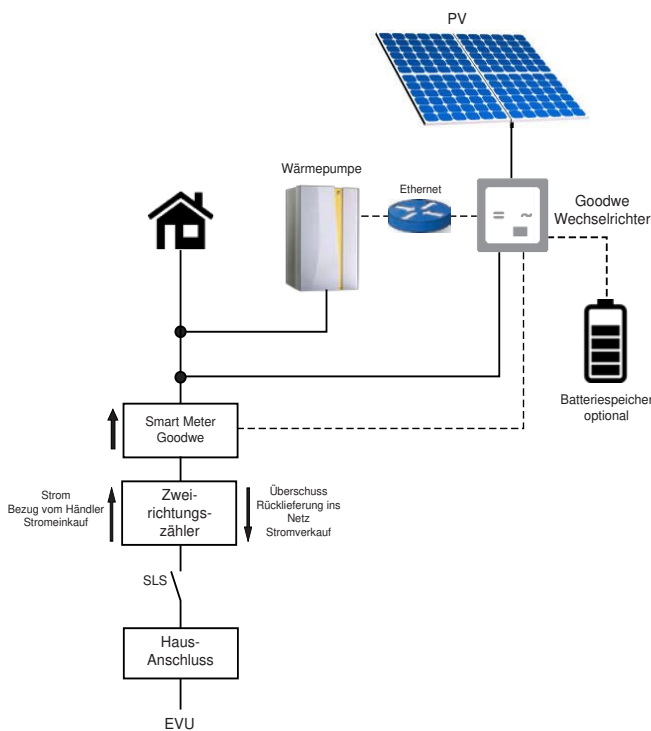 PV
Wärmepumpe
Ethernet
Goodwe
Wechselrichter
= ~
Batteriespeicher
optional
Smart Meter
Goodwe
Strom
Bezug vom Händler
Stromeinkauf
Zwei-
richtungs-
zähler
Überschuss
Rücklieferung ins
Netz
Stromverkauf
SLS
Haus-
Anschluss
EVU